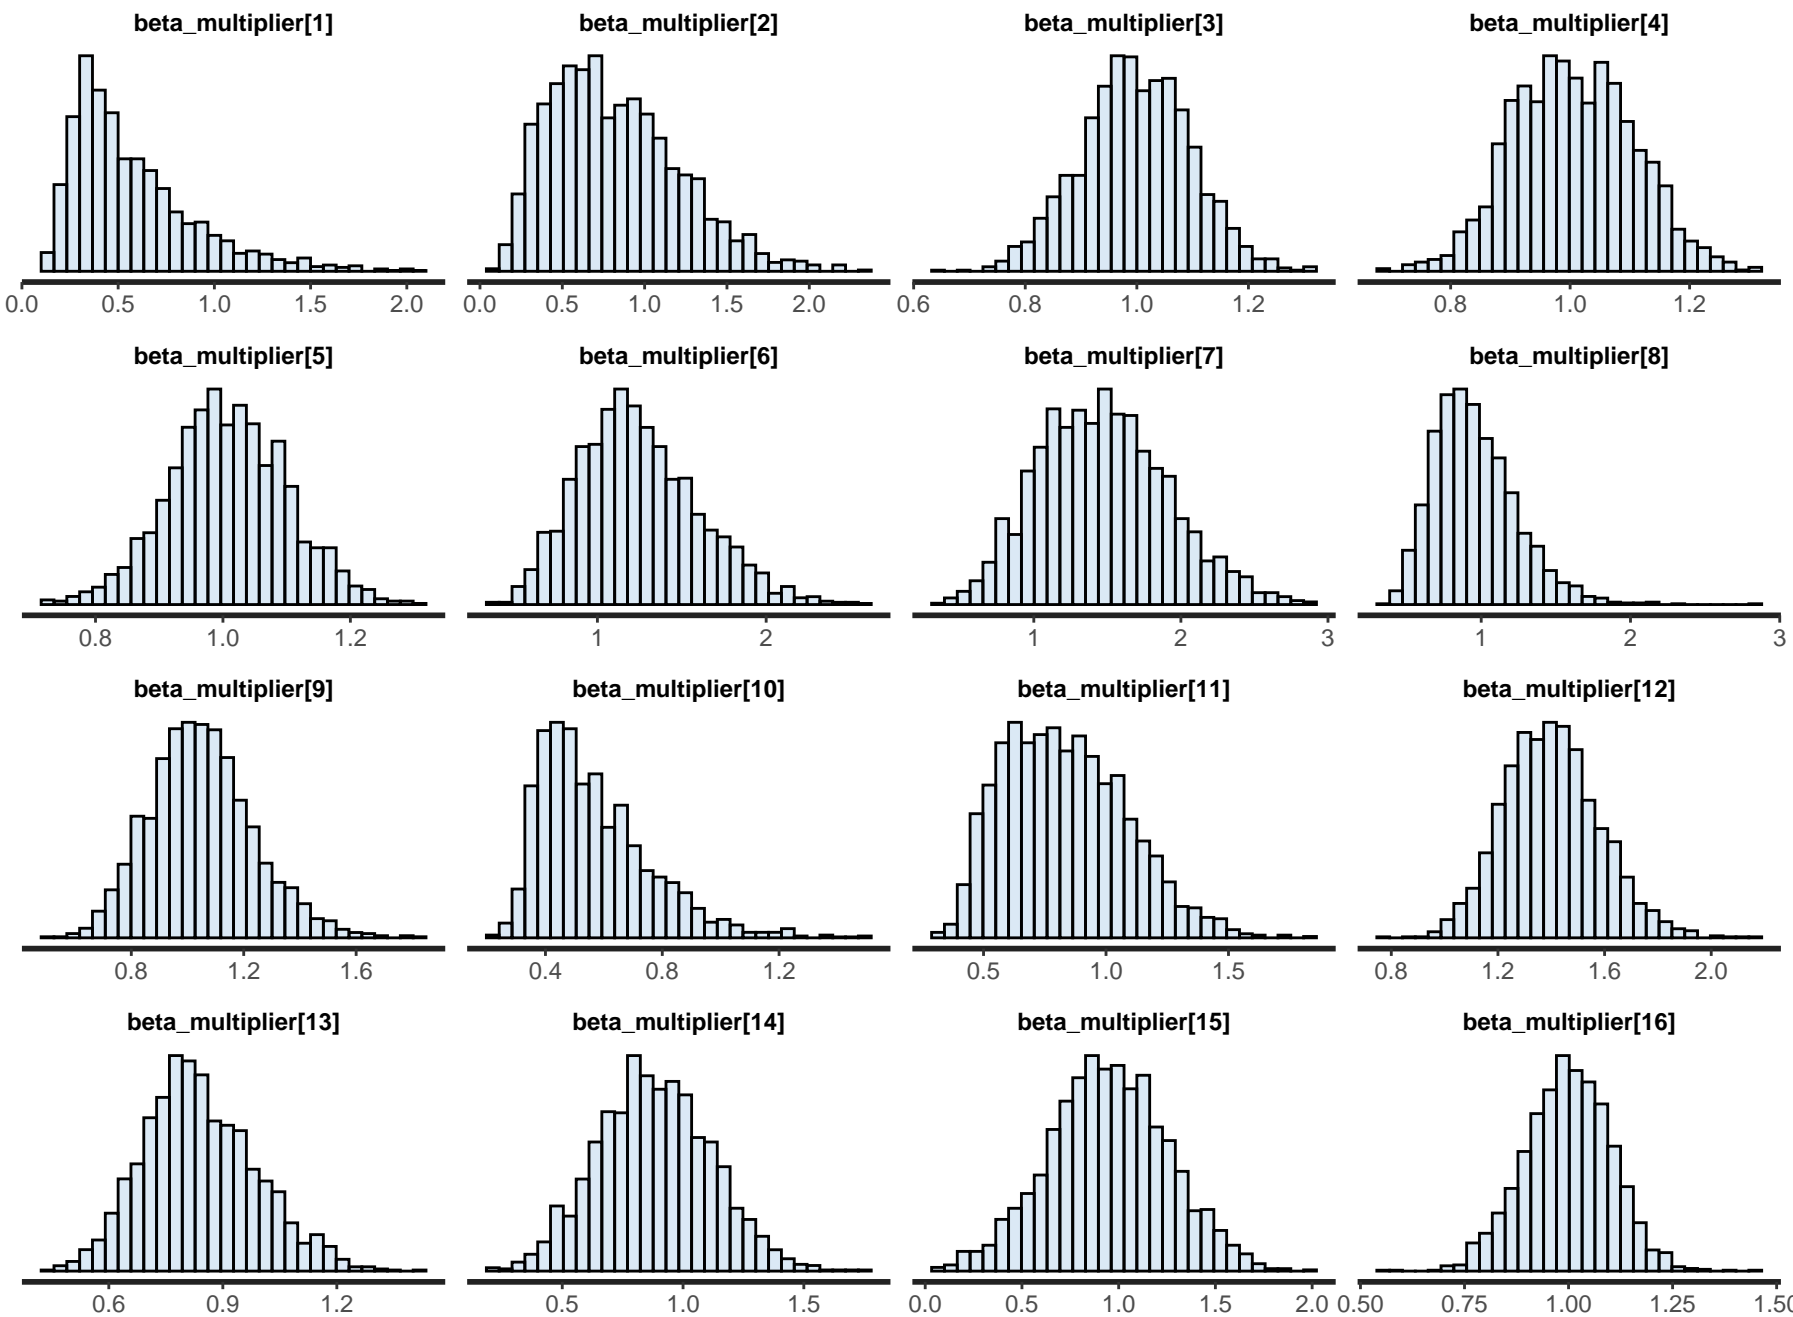 beta_multiplier[1] beta_multiplier[2] beta_multiplier[3] beta_multiplier[4]
0.0 0.5 1.0 1.5 2.0 0.0 0.5 1.0 1.5 2.0 0.6 0.8 1.0 1.2 0.8 1.0 1.2
beta_multiplier[5] beta_multiplier[6] beta_multiplier[7] beta_multiplier[8]
0.8 1.0 1.2 1 2 1 2 3 1 2 3
beta_multiplier[9] beta_multiplier[10] beta_multiplier[11] beta_multiplier[12]
0.8 1.2 1.6 0.4 0.8 1.2 0.5 1.0 1.5 0.8 1.2 1.6 2.0
beta_multiplier[13] beta_multiplier[14] beta_multiplier[15] beta_multiplier[16]
0.6 0.9 1.2 0.5 1.0 1.5 0.0 0.5 1.0 1.5 2.0 0.50 0.75 1.00 1.25 1.50